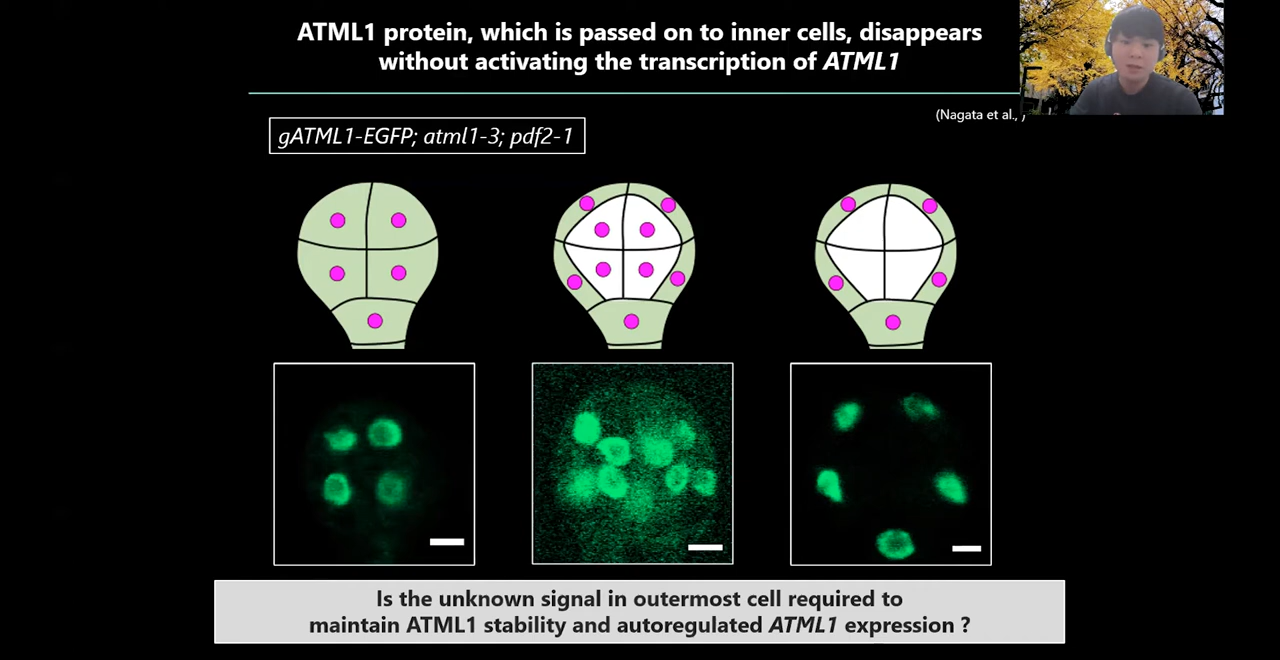 ATML1 protein, which is passed on to inner cells, disappears
without activating the transcription of ATML1
(Nagata et al.,
gATML1-EGFP; atml1-3; pdf2-1
Is the unknown signal in outermost cell required to
maintain ATML1 stability and autoregulated ATML1 expression ?